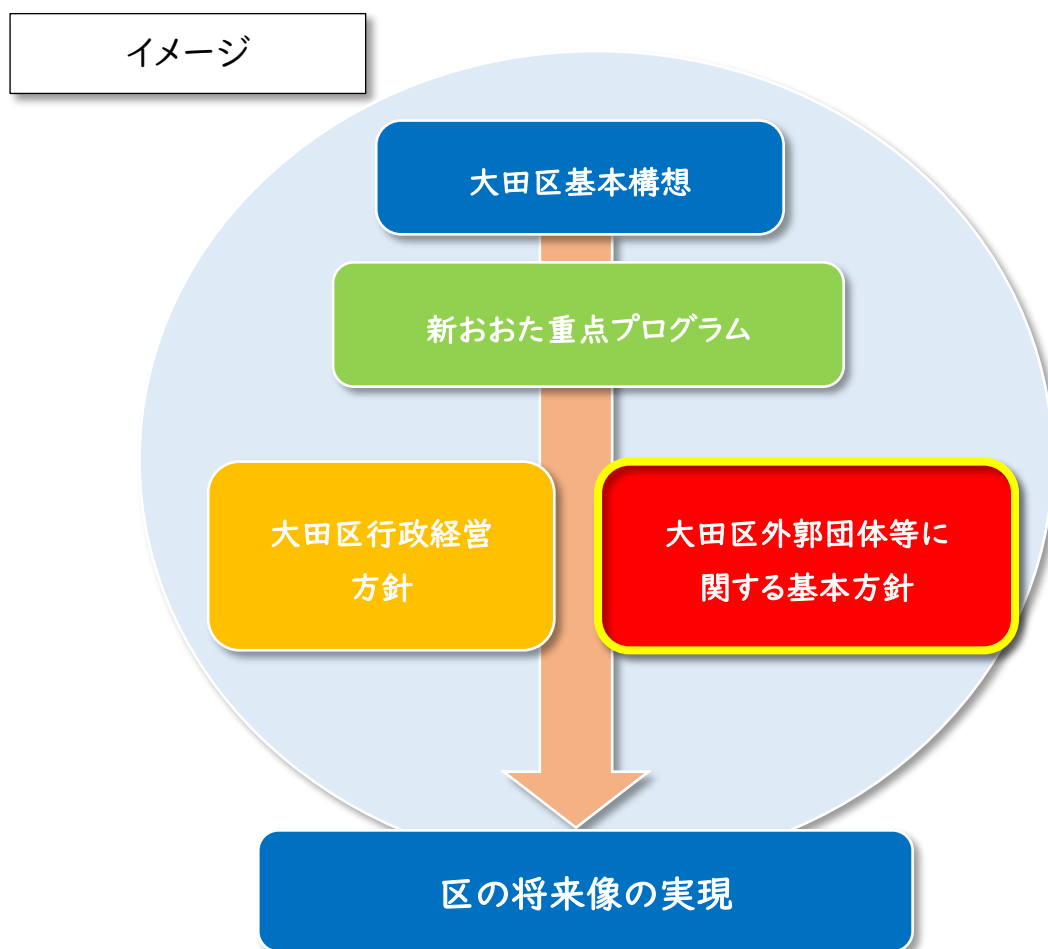 イメージ
大田区基本構想
新おおた重点プログラム
大田区行政経営
方針
大田区外郭団体等に
関する基本方針
区の将来像の実現